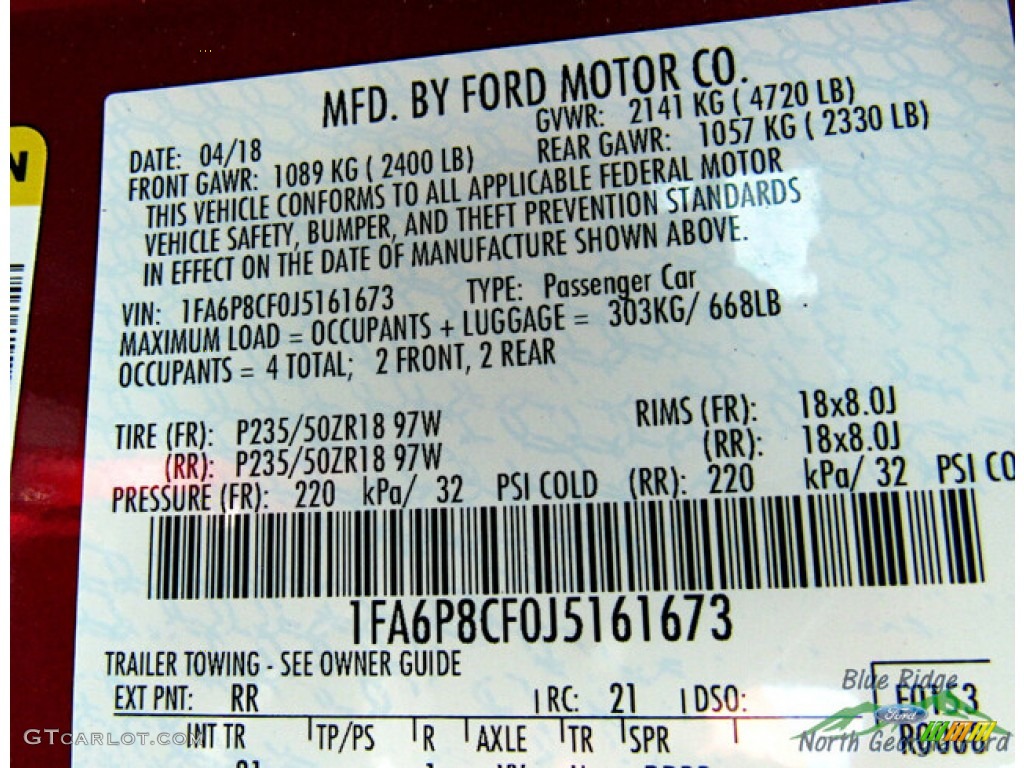 MFD. BY FORD MOTOR CO.
DATE: 04/18 GVWR: 2141 KG ( 4720 LB)
FRONT GAWR: 1089 KG ( 2400 LB) REAR GAWR: 1057 KG ( 2330 LB)
THIS VEHICLE CONFORMS TO ALL APPLICABLE FEDERAL MOTOR
VEHICLE SAFETY, BUMPER, AND THEFT PREVENTION STANDARDS
IN EFFECT ON THE DATE OF MANUFACTURE SHOWN ABOVE.
VIN: 1FA6P8CF0J5161673 TYPE: Passenger Car
MAXIMUM LOAD = OCCUPANTS + LUGGAGE = 303KG/ 668LB
OCCUPANTS = 4 TOTAL; 2 FRONT, 2 REAR
TIRE (FR): P235/50ZR18 97W RIMS (FR): 18x8.0J
(RR): P235/50ZR18 97W (RR): 18x8.0J
PRESSURE (FR): 220 kPa/ 32 PSI COLD (RR): 220 kPa/ 32 PSI CO
1FA6P8CF0J5161673
TRAILER TOWING - SEE OWNER GUIDE
EXT PNT: RR RC: 21 DSO:
INT TR TP/PS R AXLE TR SPR
GTcarlot.com
Blue Ridge
Ford
North Georgia